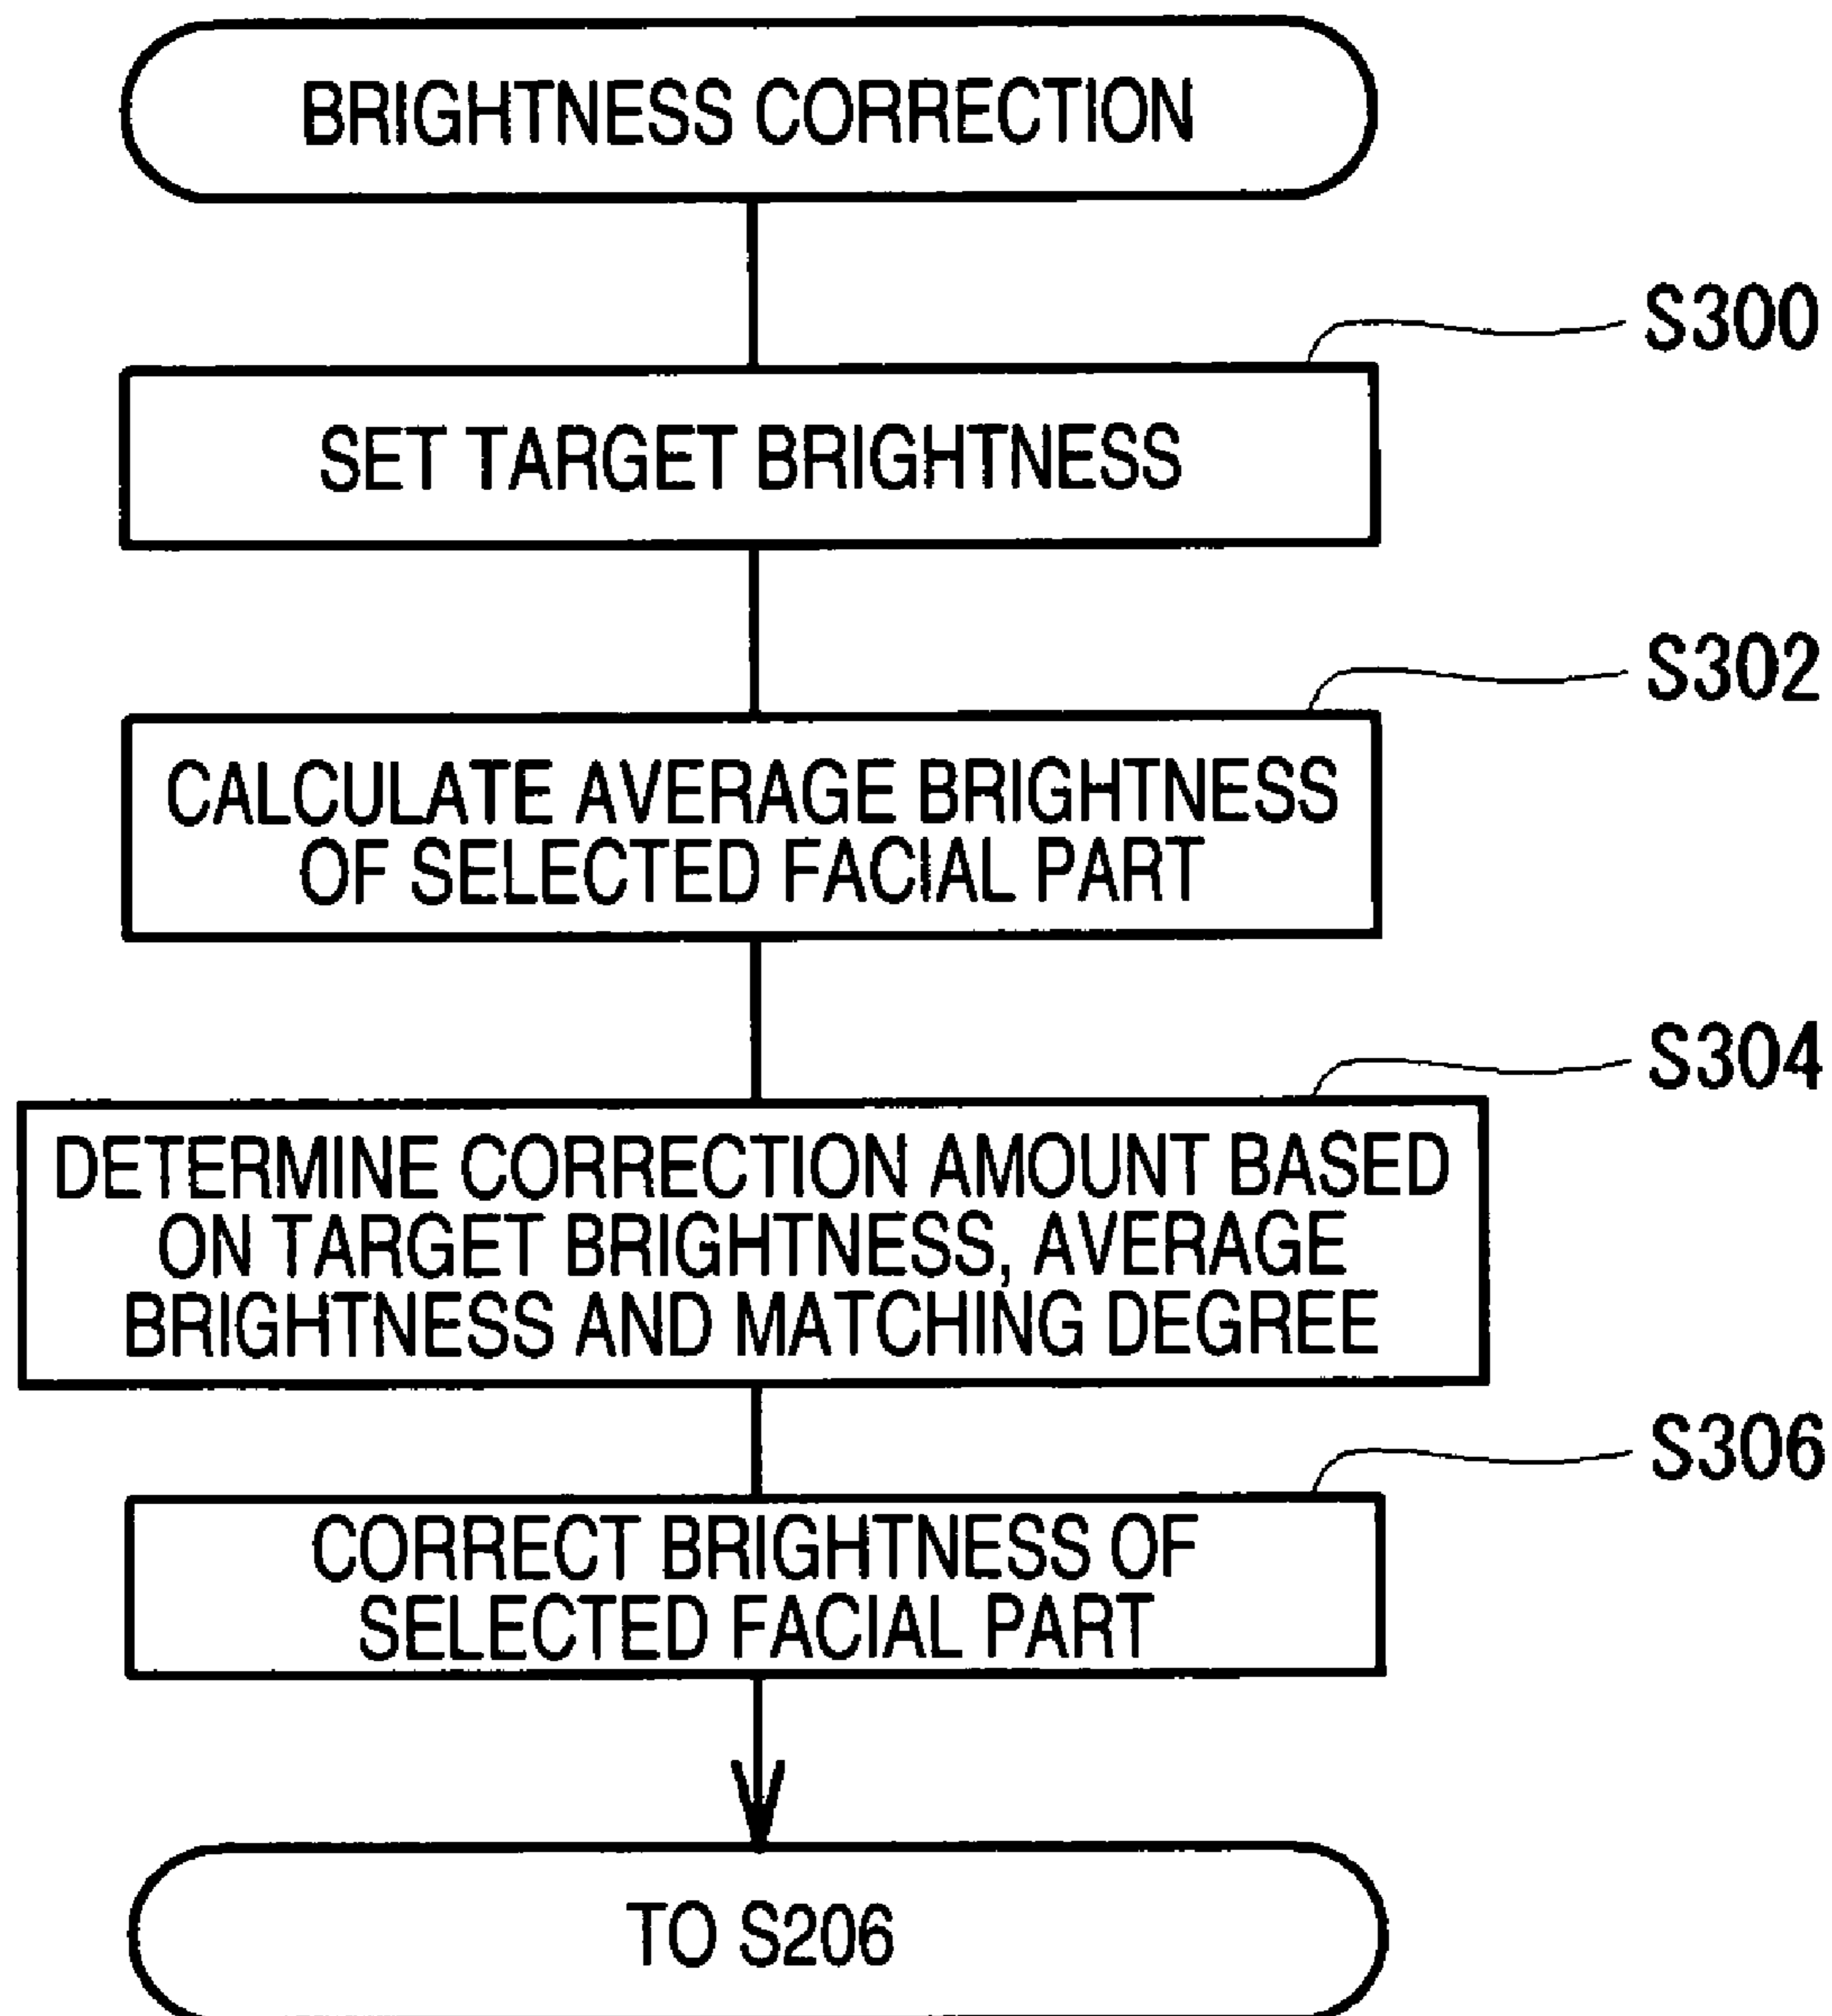 BRIGHTNESS CORRECTION
S300
SET TARGET BRIGHTNESS
S302
CALCULATE AVERAGE BRIGHTNESS
OF SELECTED FACIAL PART
S304
DETERMINE CORRECTION AMOUNT BASED
ON TARGET BRIGHTNESS, AVERAGE
BRIGHTNESS AND MATCHING DEGREE
S306
CORRECT BRIGHTNESS OF
SELECTED FACIAL PART
TO S206